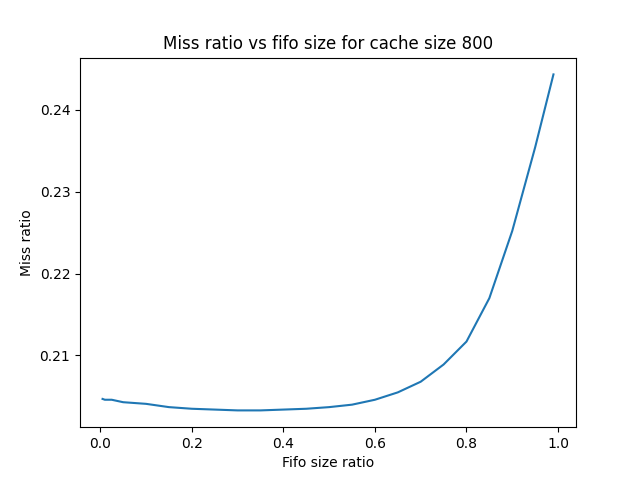 Miss ratio vs fifo size for cache size 800
0.24
0.23
0.22
0.21
Miss ratio
0.0 0.2 0.4 0.6 0.8 1.0
Fifo size ratio